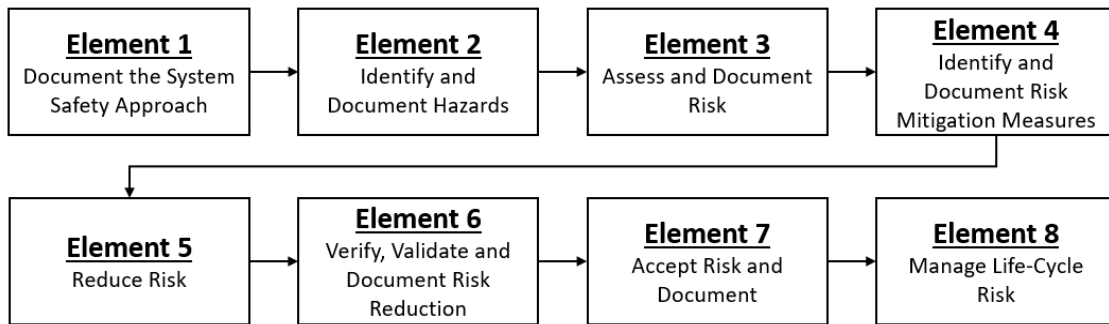 Element 1
Document the System
Safety Approach
Element 2
Identify and
Document Hazards
Element 3
Assess and Document
Risk
Element 4
Identify and
Document Risk
Mitigation Measures
Element 5
Reduce Risk
Element 6
Verify, Validate and
Document Risk
Reduction
Element 7
Accept Risk and
Document
Element 8
Manage Life-Cycle
Risk